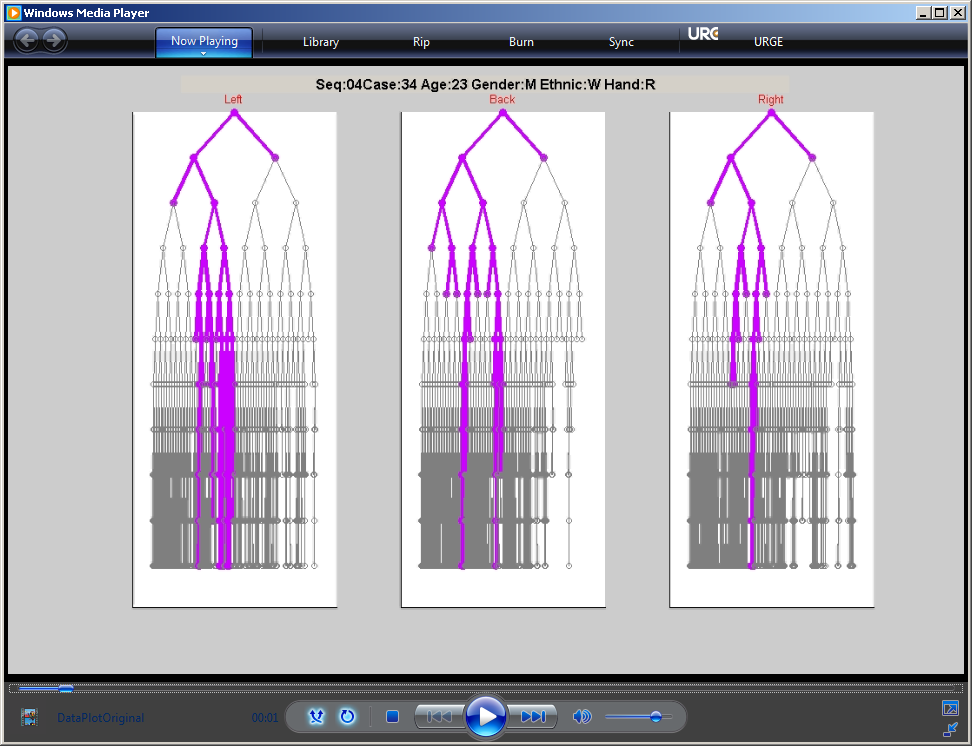 Windows Media Player
Now Playing Library Rip Burn Sync URGE URGE
Seq:04Case:34 Age:23 Gender:M Ethnic:W Hand:R
Left Back Right
DataPlotOriginal 00:01